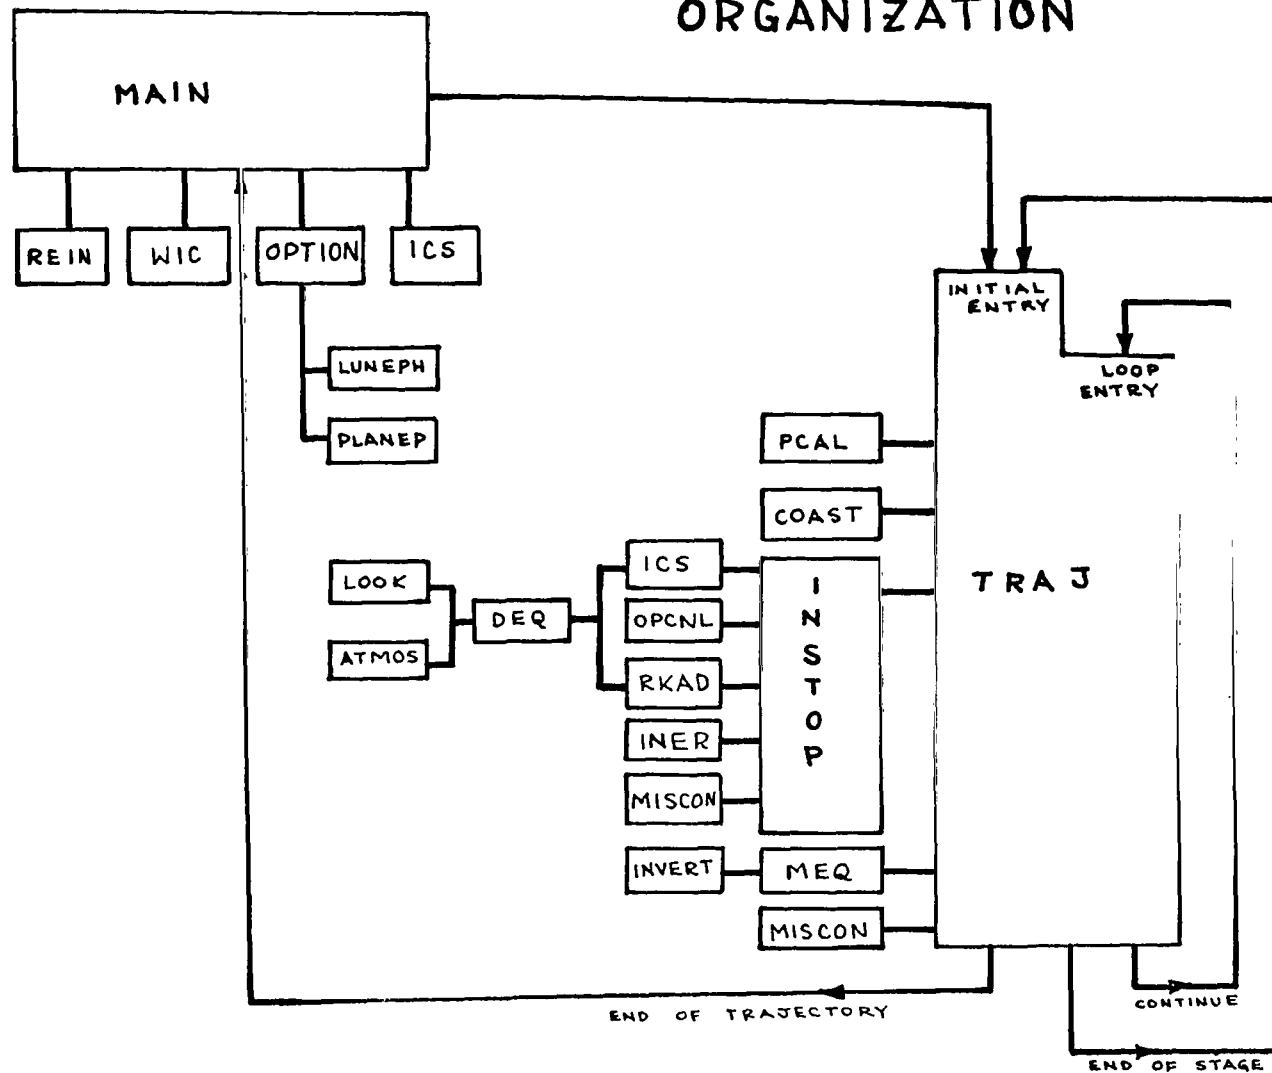 ORGANIZATION
MAIN
REIN
WIC
OPTION
ICS
INITIAL
ENTRY
LUNEPH
LOOP
ENTRY
PLANEP
PCAL
COAST
ICS
LOOK
TRAJ
INSTOP
OPCNL
DEQ
ATMOS
RKAD
INER
MISCON
INVERT
MEQ
MISCON
CONTINUE
END OF TRAJECTORY
END OF STAGE